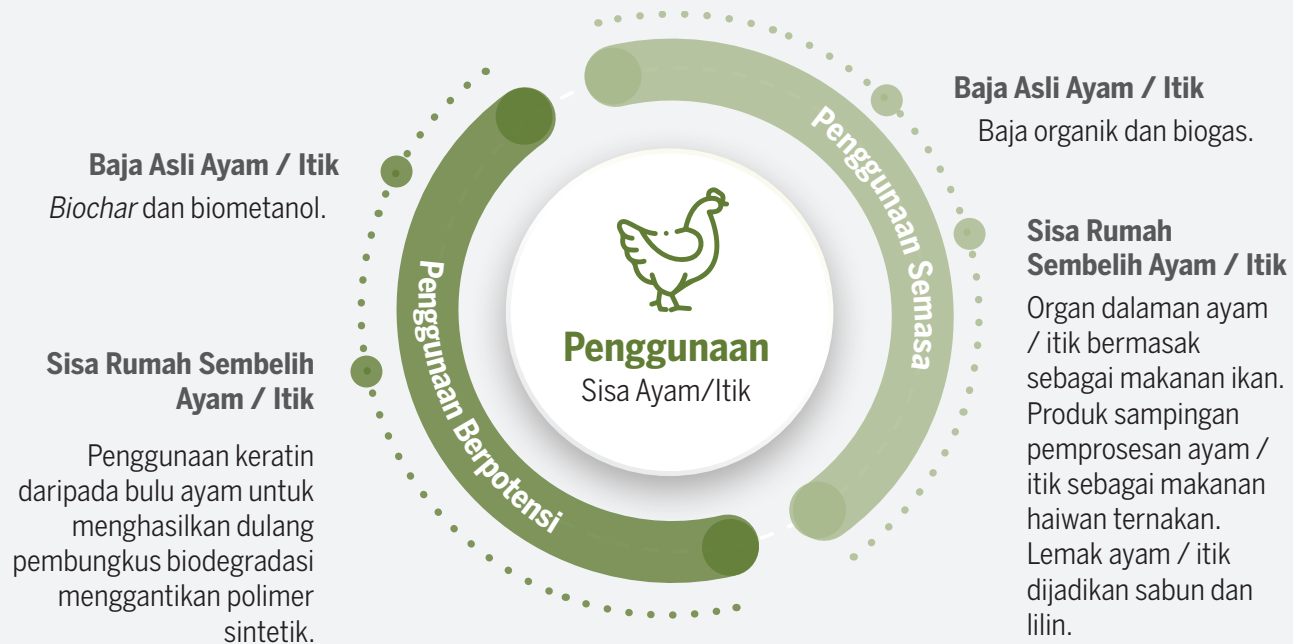 Penggunaan
Sisa Ayam/Itik
Penggunaan Semasa
Baja Asli Ayam / Itik
Baja organik dan biogas.
Sisa Rumah
Sembelih Ayam / Itik
Organ dalaman ayam
/ itik bermasak
sebagai makanan ikan.
Produk sampingan
pemprosesan ayam /
itik sebagai makanan
haiwan ternakan.
Lemak ayam / itik
dijadikan sabun dan
lilin.
Penggunaan Berpotensi
Baja Asli Ayam / Itik
Biochar dan biometanol.
Sisa Rumah Sembelih
Ayam / Itik
Penggunaan keratin
daripada bulu ayam untuk
menghasilkan dulang
pembungkus biodegradasi
menggantikan polimer
sintetik.